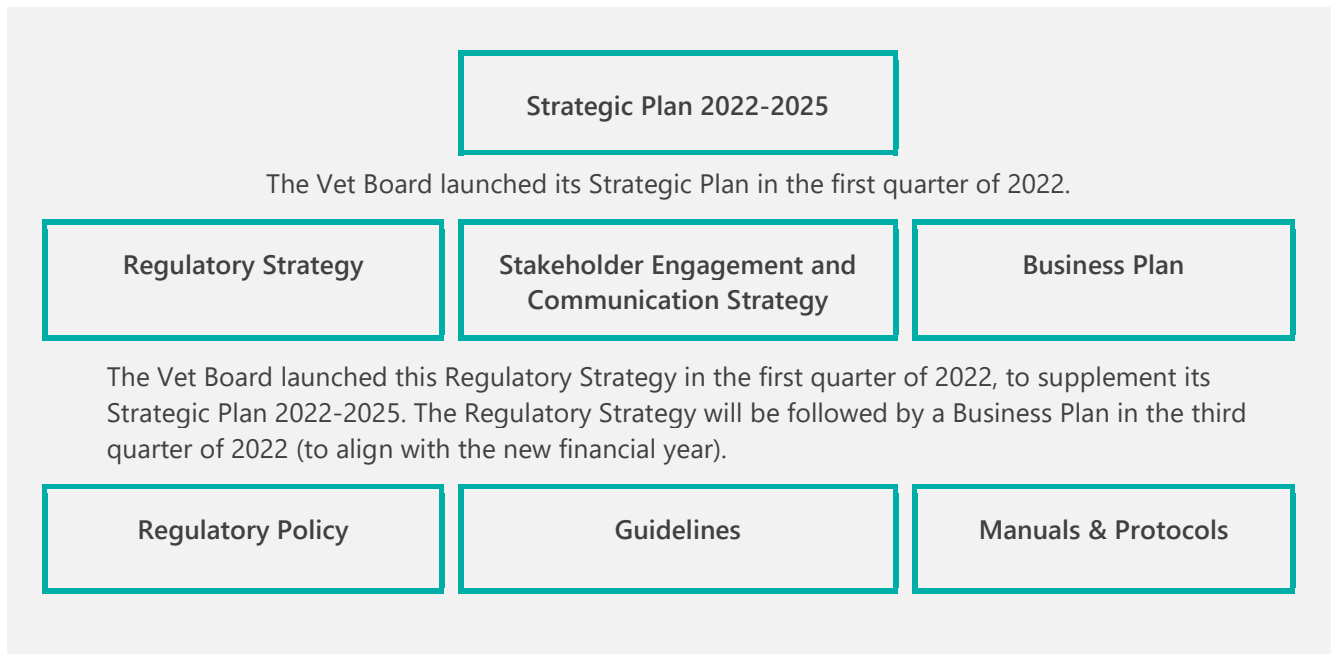 Strategic Plan 2022-2025
The Vet Board launched its Strategic Plan in the first quarter of 2022.
Regulatory Strategy
Stakeholder Engagement and
Communication Strategy
Business Plan
The Vet Board launched this Regulatory Strategy in the first quarter of 2022, to supplement its
Strategic Plan 2022-2025. The Regulatory Strategy will be followed by a Business Plan in the third
quarter of 2022 (to align with the new financial year).
Regulatory Policy
Guidelines
Manuals & Protocols